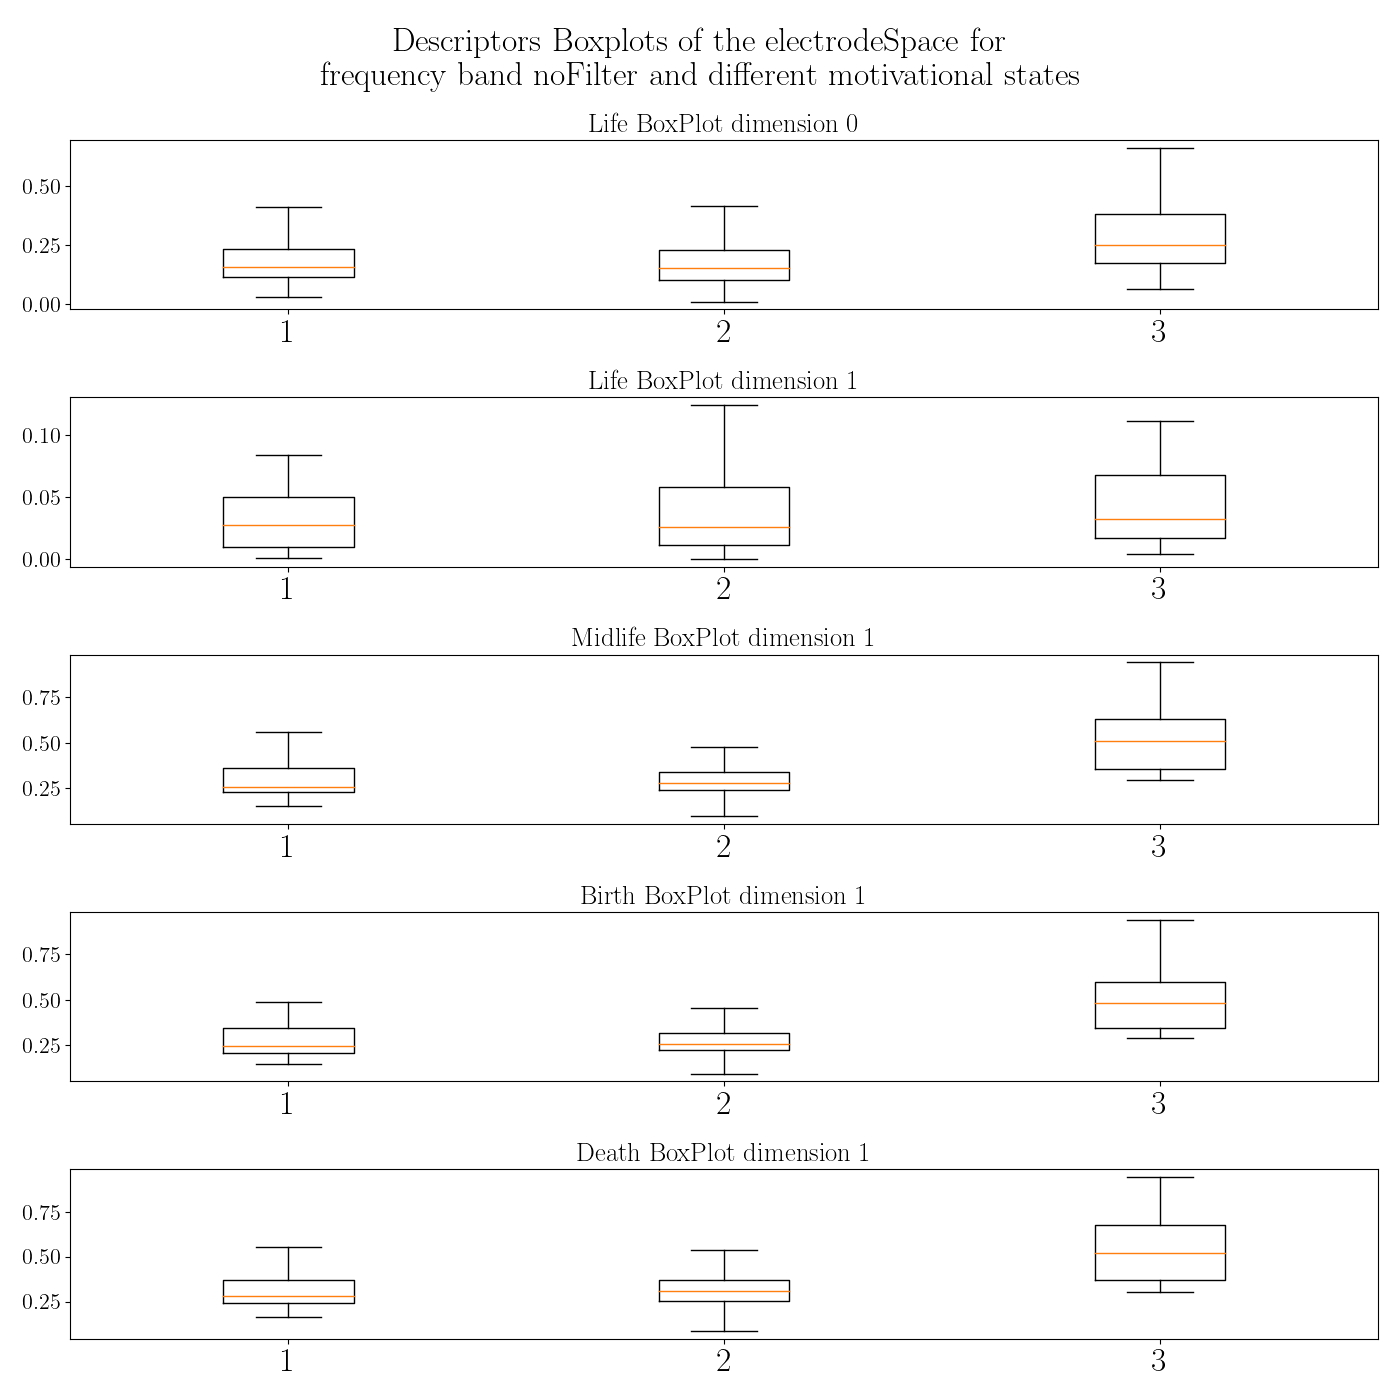 Descriptors Boxplots of the electrodeSpace for
frequency band noFilter and different motivational states
Life BoxPlot dimension 0
0.50
0.25
0.00
1 2 3
Life BoxPlot dimension 1
0.10
0.05
0.00
1 2 3
Midlife BoxPlot dimension 1
0.75
0.50
0.25
1 2 3
Birth BoxPlot dimension 1
0.75
0.50
0.25
1 2 3
Death BoxPlot dimension 1
0.75
0.50
0.25
1 2 3